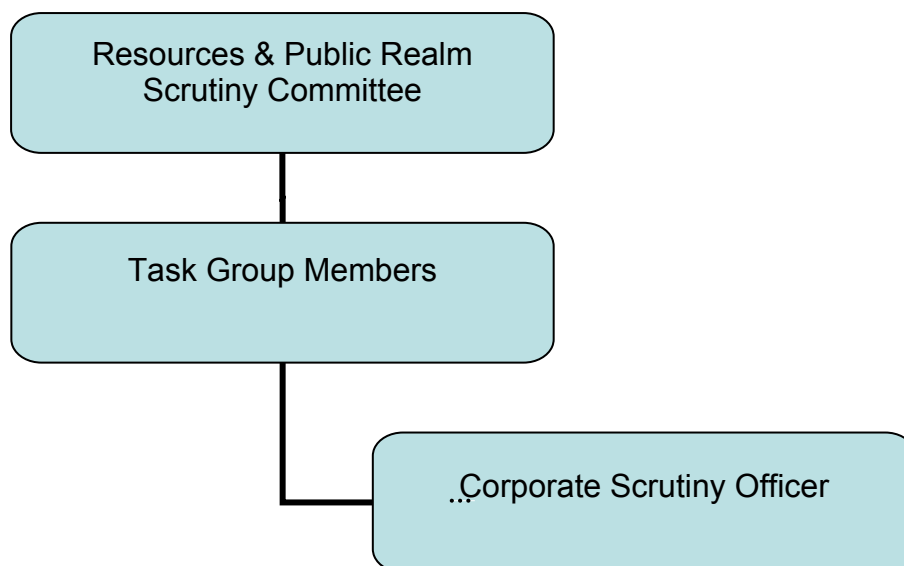 Resources & Public Realm
Scrutiny Committee
Task Group Members
...Corporate Scrutiny Officer